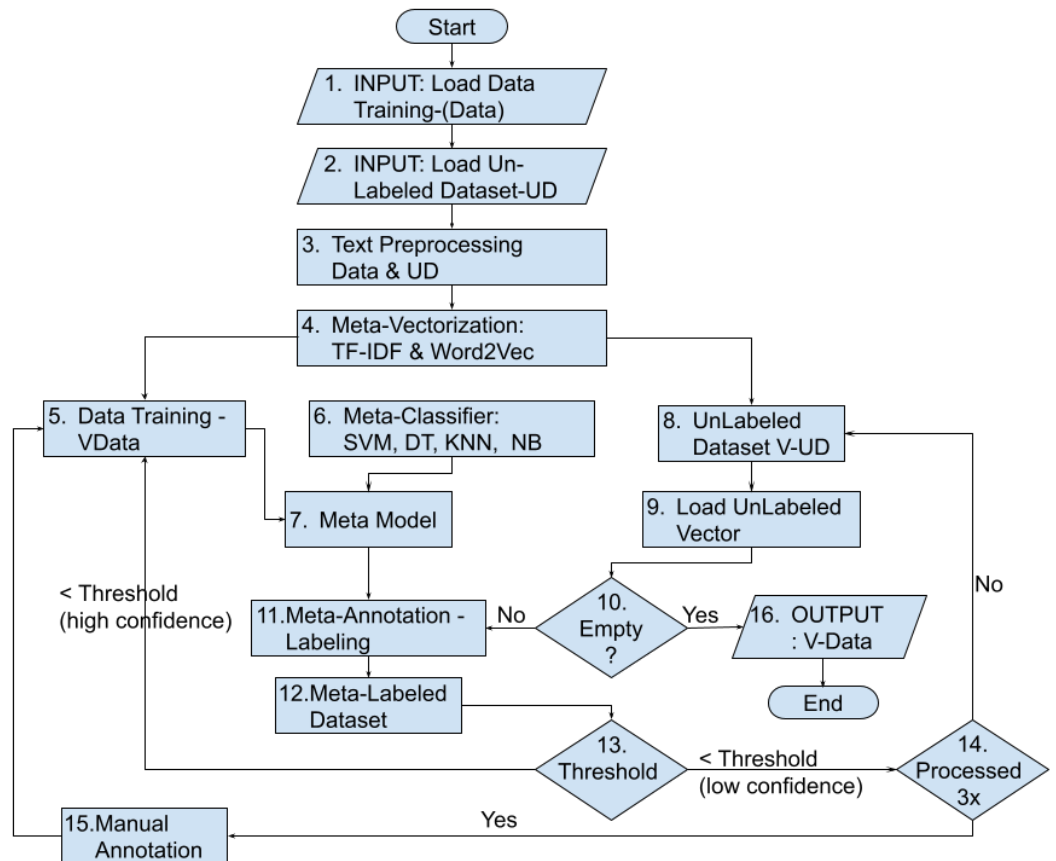 Start
1. INPUT: Load Data
Training-(Data)
2. INPUT: Load Un-
Labeled Dataset-UD
3. Text Preprocessing
Data & UD
4. Meta-Vectorization:
TF-IDF & Word2Vec
5. Data Training -
VData
6. Meta-Classifier:
SVM, DT, KNN, NB
8. UnLabeled
Dataset V-UD
7. Meta Model
9. Load UnLabeled
Vector
< Threshold
(high confidence)
No
11.Meta-Annotation -
Labeling
No
10.
Empty
?
Yes
16. OUTPUT
: V-Data
End
12.Meta-Labeled
Dataset
13.
Threshold
< Threshold
(low confidence)
14.
Processed
3x
Yes
15.Manual
Annotation